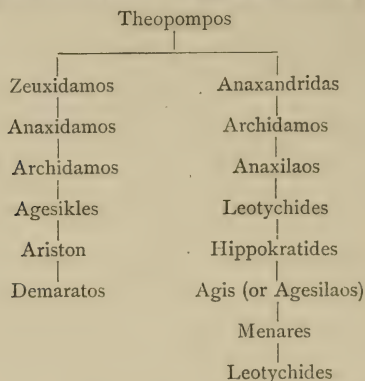 Theopompos
Zeuxidamos Anaxandridas
Anaxidamos Archidamos
Archidamos Anaxilaos
Agesikles Leotychides
Ariston Hippokratides
Demaratos Agis (or Agesilaos)
Menares
Leotychides